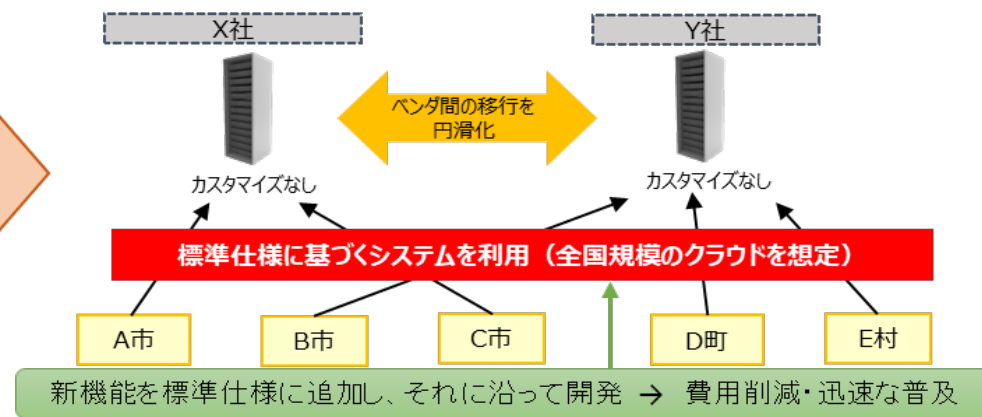 X社
Y社
ベンダ間の移行を
円滑化
カスタマイズなし
カスタマイズなし
標準仕様に基づくシステムを利用（全国規模のクラウドを想定）
A市
B市
C市
D町
E村
新機能を標準仕様に追加し、それに沿って開発 → 費用削減・迅速な普及